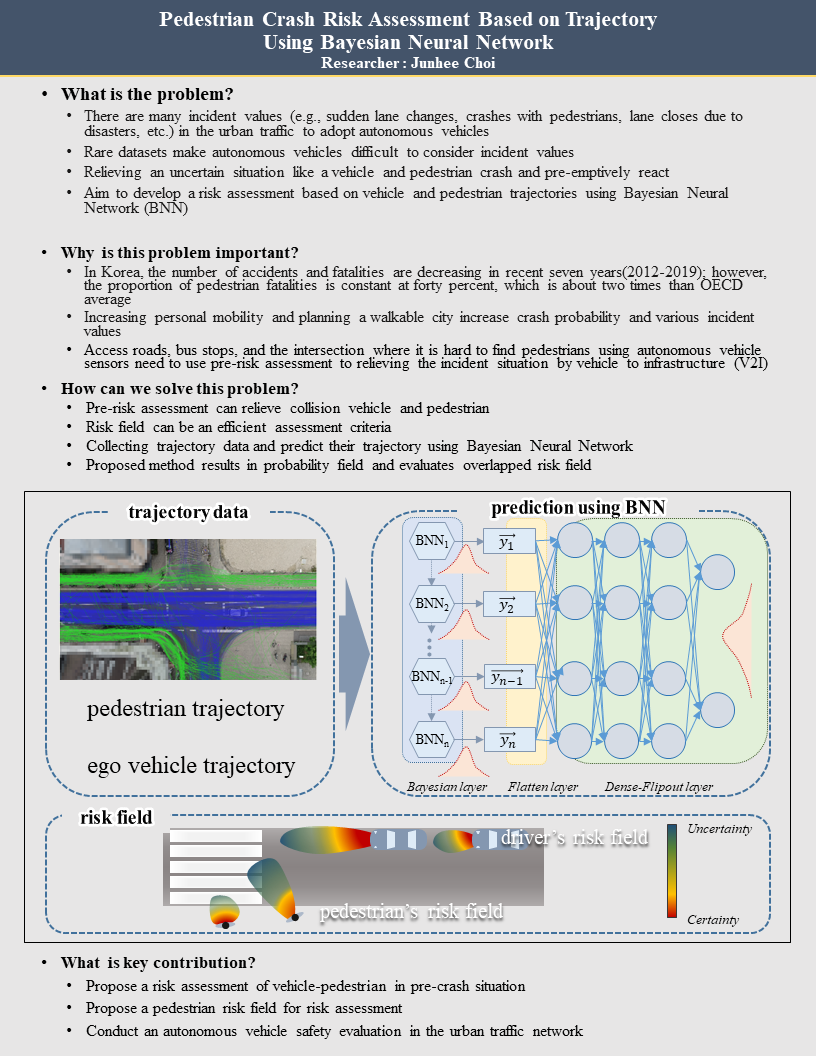 Pedestrian Crash Risk Assessment Based on Trajectory
Using Bayesian Neural Network
Researcher : Junhee Choi
• What is the problem?
• There are many incident values (e.g., sudden lane changes, crashes with pedestrians, lane closes due to
disasters, etc.) in the urban traffic to adopt autonomous vehicles
• Rare datasets make autonomous vehicles difficult to consider incident values
• Relieving an uncertain situation like a vehicle and pedestrian crash and pre-emptively react
• Aim to develop a risk assessment based on vehicle and pedestrian trajectories using Bayesian Neural
Network (BNN)
• Why is this problem important?
• In Korea, the number of accidents and fatalities are decreasing in recent seven years(2012-2019); however,
the proportion of pedestrian fatalities is constant at forty percent, which is about two times than OECD
average
• Increasing personal mobility and planning a walkable city increase crash probability and various incident
values
• Access roads, bus stops, and the intersection where it is hard to find pedestrians using autonomous vehicle
sensors need to use pre-risk assessment to relieving the incident situation by vehicle to infrastructure (V2I)
• How can we solve this problem?
• Pre-risk assessment can relieve collision vehicle and pedestrian
• Risk field can be an efficient assessment criteria
• Collecting trajectory data and predict their trajectory using Bayesian Neural Network
• Proposed method results in probability field and evaluates overlapped risk field
trajectory data
pedestrian trajectory
ego vehicle trajectory
prediction using BNN
BNN₁ y₁
BNN₂ y₂
BNNₙ₋₁ yₙ₋₁
BNNₙ yₙ
Bayesian layer Flatten layer Dense-Flipout layer
risk field
driver's risk field
pedestrian's risk field
Uncertainty
Certainty
• What is key contribution?
• Propose a risk assessment of vehicle-pedestrian in pre-crash situation
• Propose a pedestrian risk field for risk assessment
• Conduct an autonomous vehicle safety evaluation in the urban traffic network